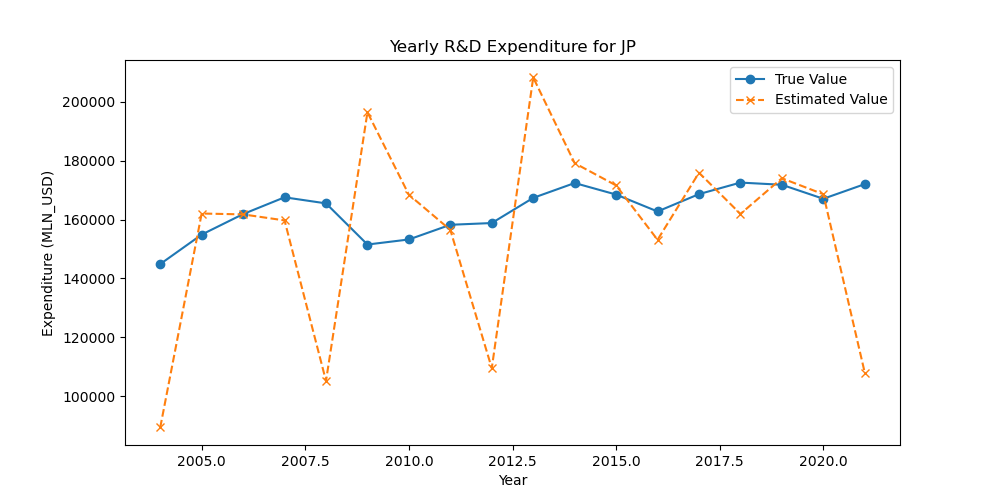 Yearly R&D Expenditure for JP
True Value
Estimated Value
Expenditure (MLN_USD)
200000
180000
160000
140000
120000
100000
2005.0 2007.5 2010.0 2012.5 2015.0 2017.5 2020.0
Year